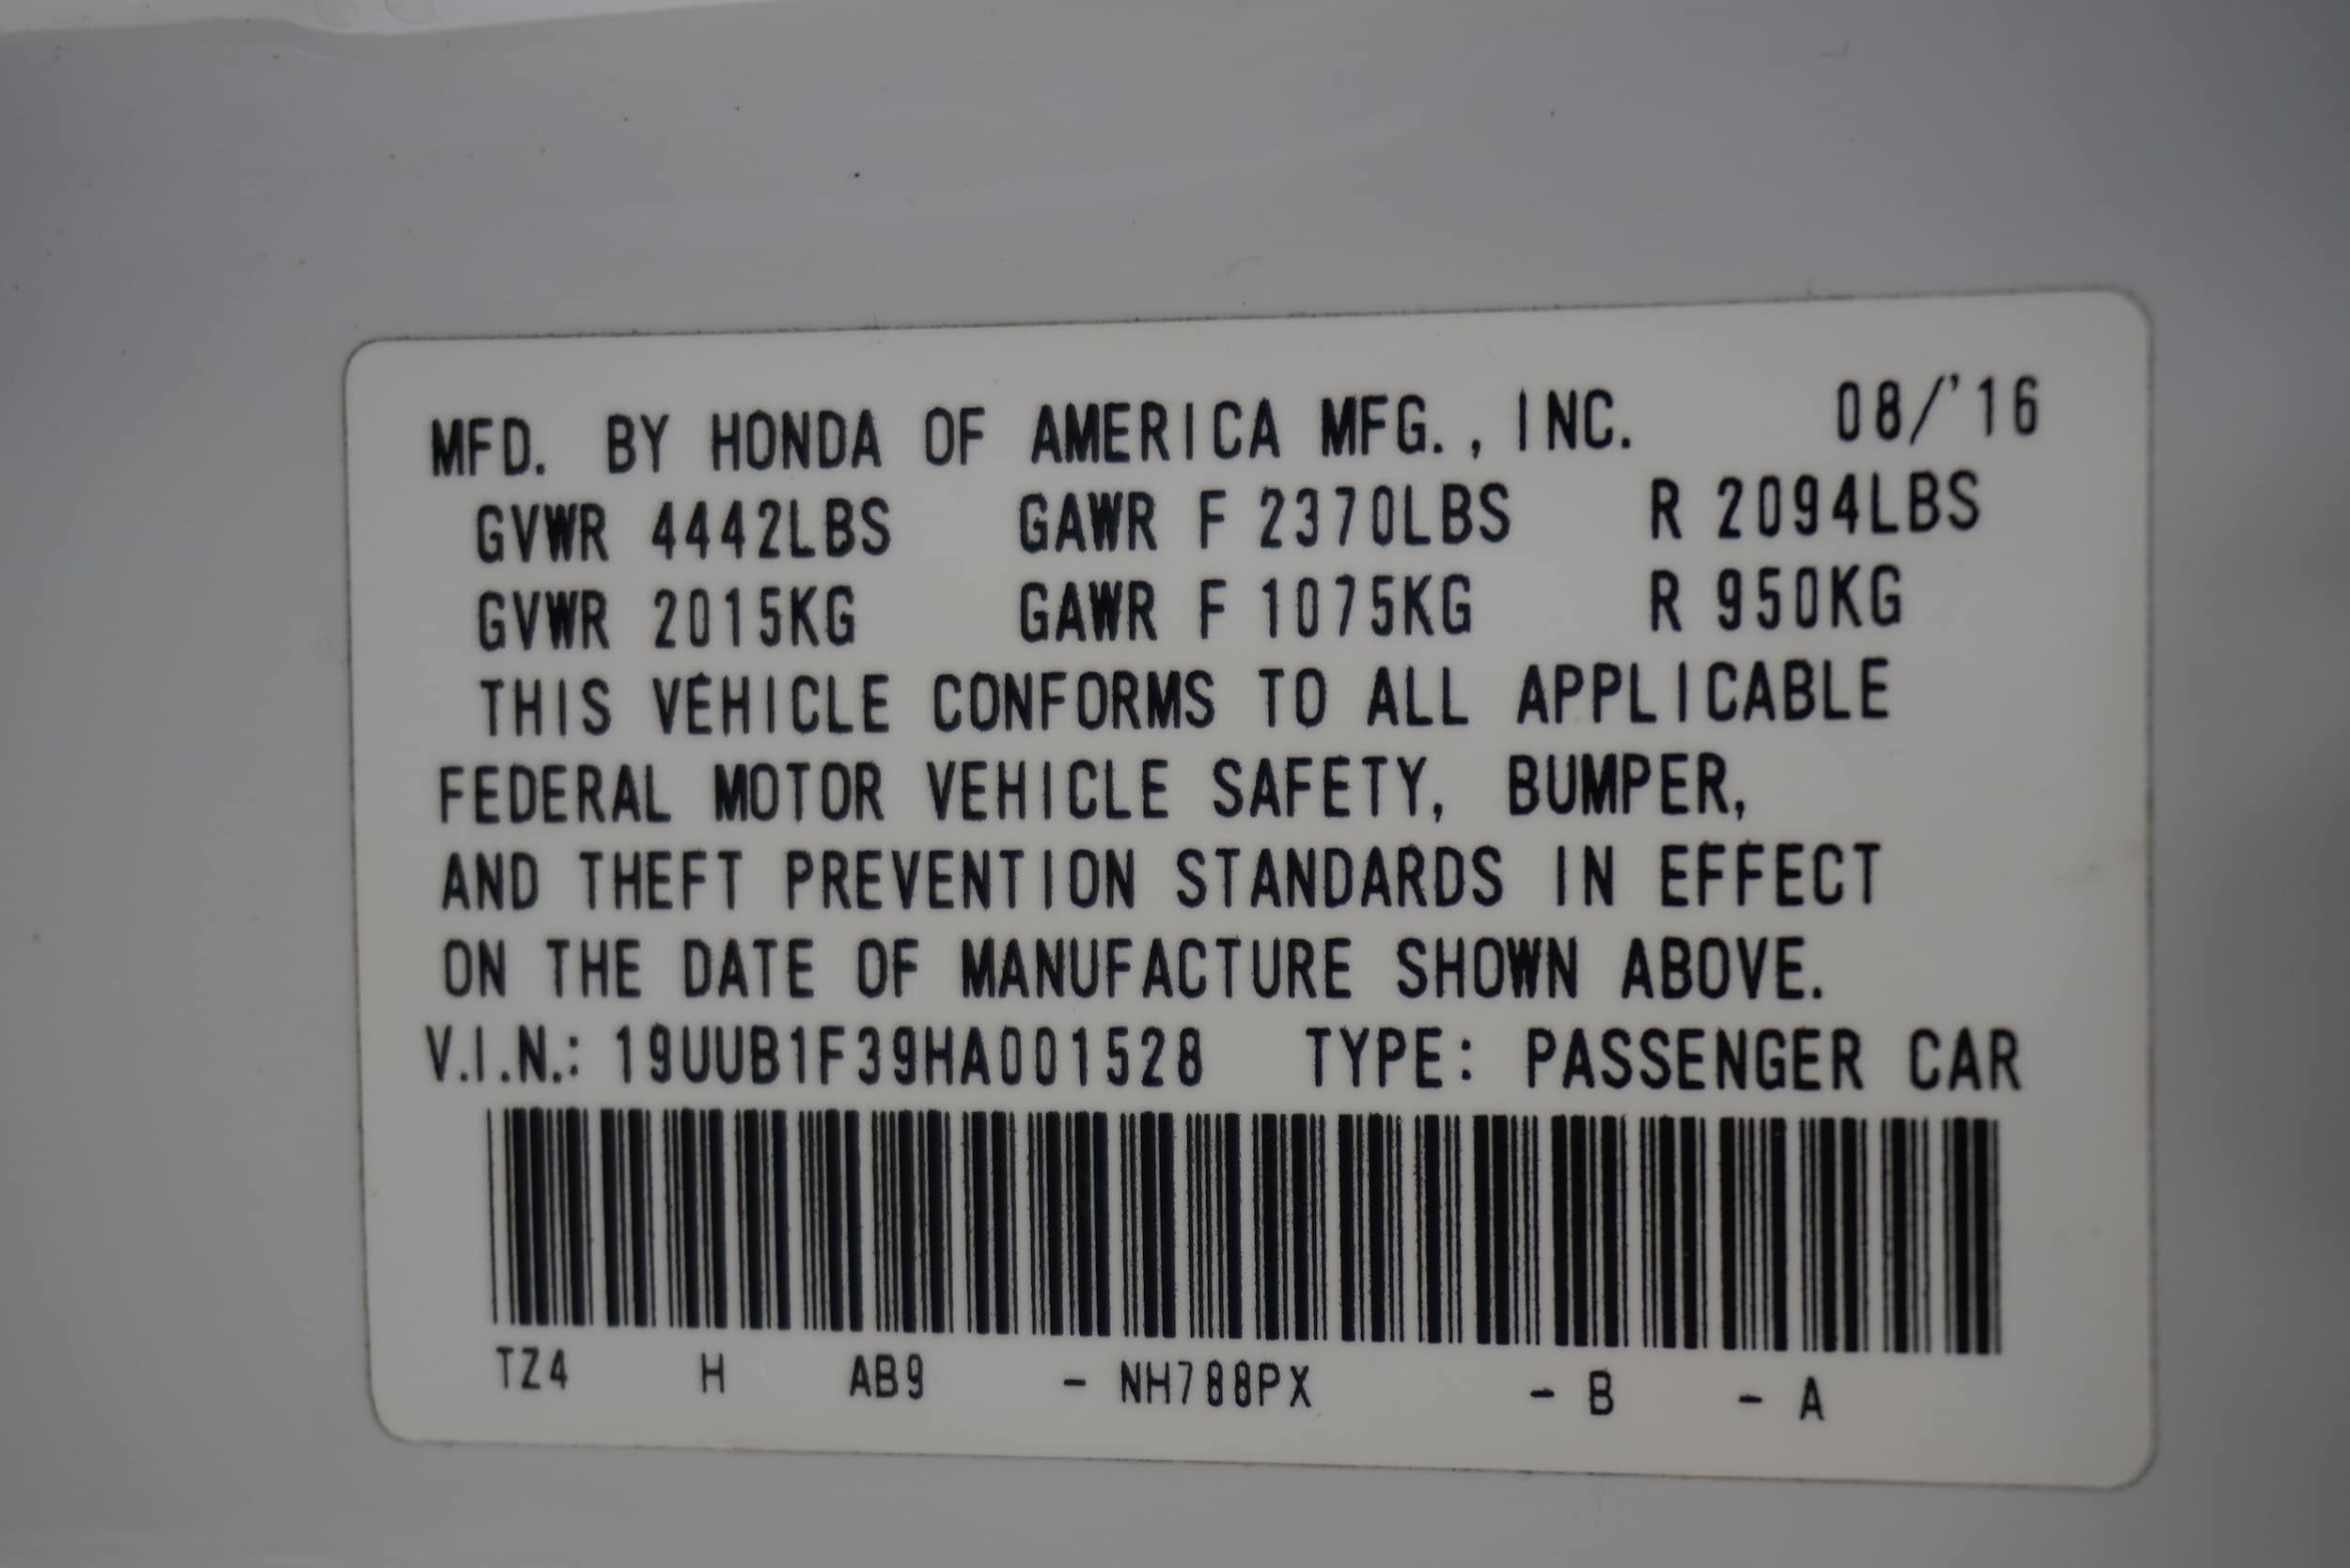 MFD. BY HONDA OF AMERICA MFG., INC. 08/'16
GVWR 4442LBS GAWR F 2370LBS R 2094LBS
GVWR 2015KG GAWR F 1075KG R 950KG
THIS VEHICLE CONFORMS TO ALL APPLICABLE
FEDERAL MOTOR VEHICLE SAFETY, BUMPER,
AND THEFT PREVENTION STANDARDS IN EFFECT
ON THE DATE OF MANUFACTURE SHOWN ABOVE.
V.I.N.: 19UUB1F39HA001528 TYPE: PASSENGER CAR
TZ4 H AB9 - NH788PX - B - A